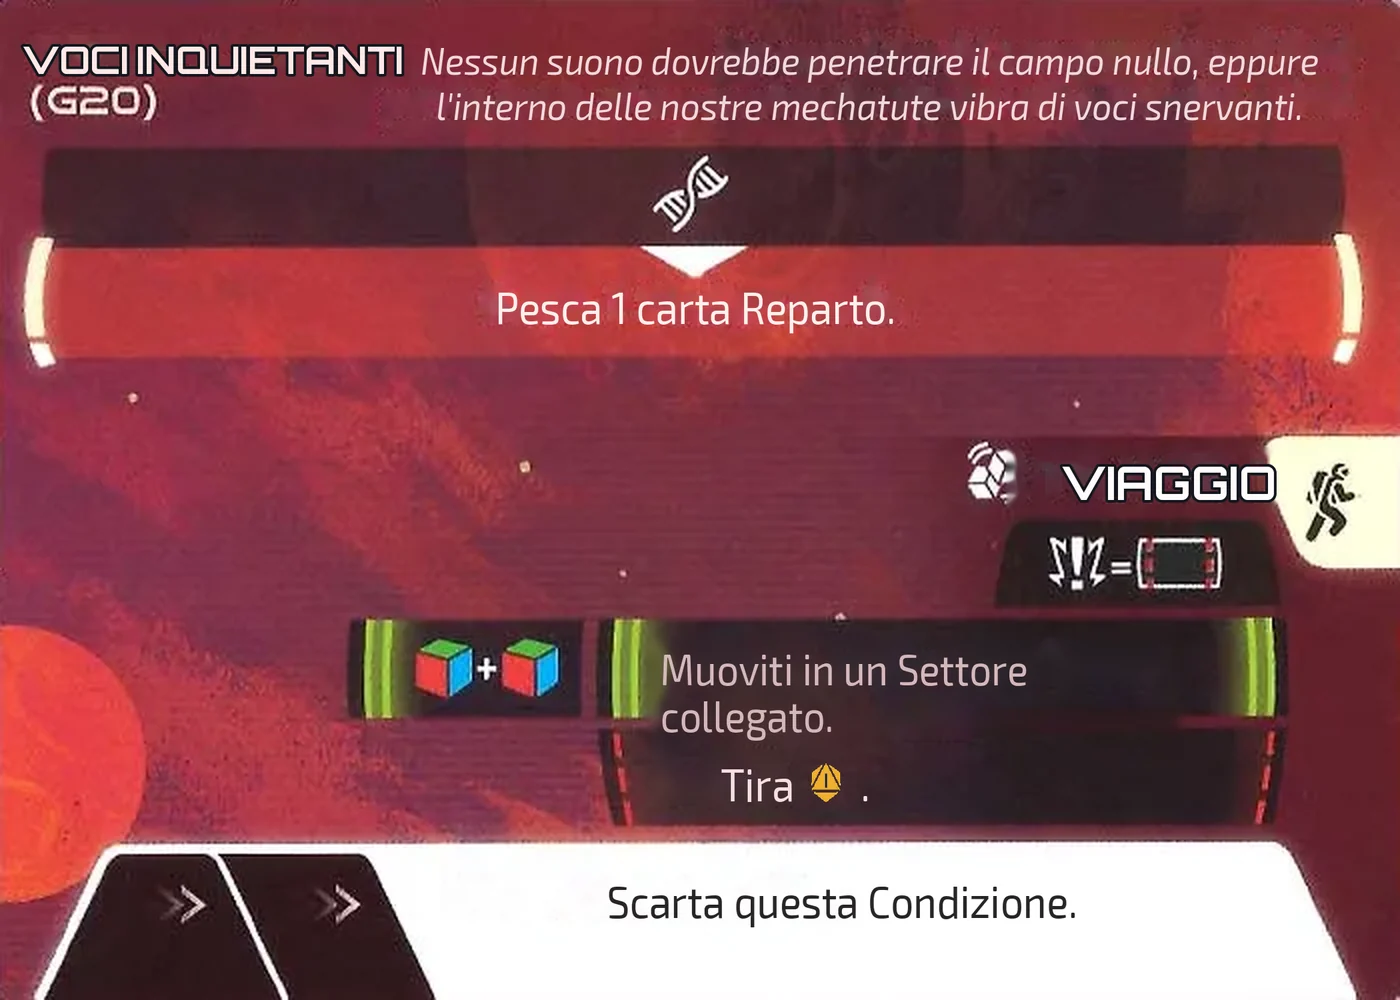 VOCI INQUIETANTI
(G20)
Nessun suono dovrebbe penetrare il campo nullo, eppure
l'interno delle nostre mechatute vibra di voci snervanti.
Pesca 1 carta Reparto.
VIAGGIO
!=
+
Muoviti in un Settore
collegato.
Tira .
Scarta questa Condizione.